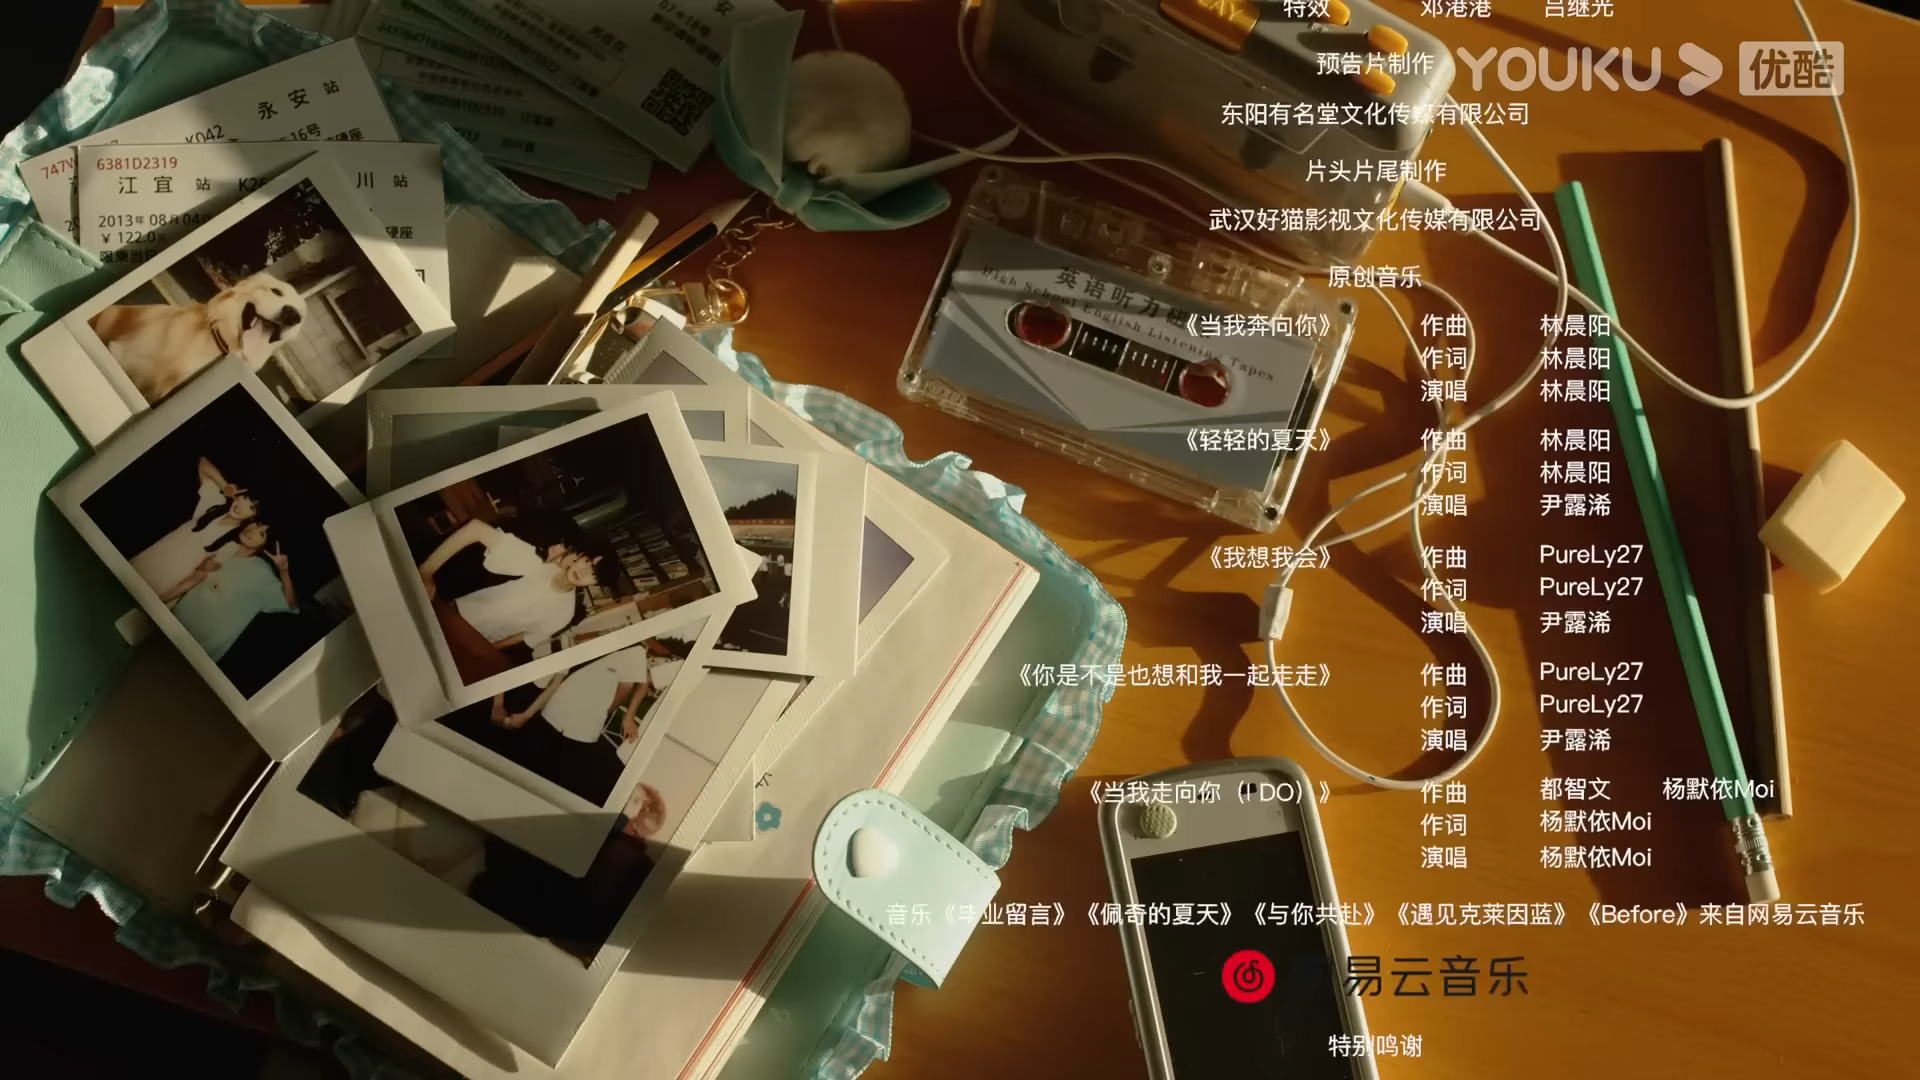 特效 邓港港 吕继光
YOUKU 优酷
预告片制作
东阳有名堂文化传媒有限公司
片头片尾制作
武汉好猫影视文化传媒有限公司
原创音乐
《当我奔向你》 作曲 林晨阳
作词 林晨阳
演唱 林晨阳
《轻轻的夏天》 作曲 林晨阳
作词 林晨阳
演唱 尹露浠
《我想我会》 作曲 PureLy27
作词 PureLy27
演唱 尹露浠
《你是不是也想和我一起走走》 作曲 PureLy27
作词 PureLy27
演唱 尹露浠
《当我走向你（I DO）》 作曲 都智文 杨默依Moi
作词 杨默依Moi
演唱 杨默依Moi
音乐《毕业留言》《佩奇的夏天》《与你共赴》《遇见克莱因蓝》《Before》来自网易云音乐
易云音乐
特别鸣谢
永安站
K042
16号
6381D2319
江宜站
川站
2013年08月04
￥122.0
硬座
英语听力
High School English Listening Tapes